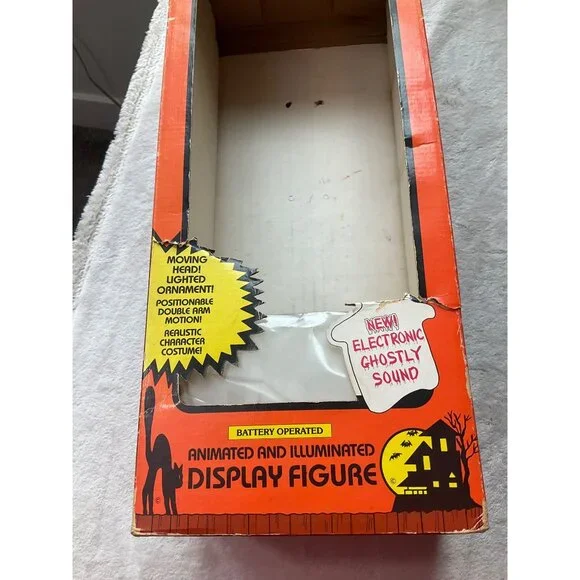 MOVING
HEAD!
LIGHTED
ORNAMENT!
POSITIONABLE
DOUBLE ARM
MOTION!
REALISTIC
CHARACTER
COSTUME!
NEW!
ELECTRONIC
GHOSTLY
SOUND
BATTERY OPERATED
ANIMATED AND ILLUMINATED
DISPLAY FIGURE
©
©